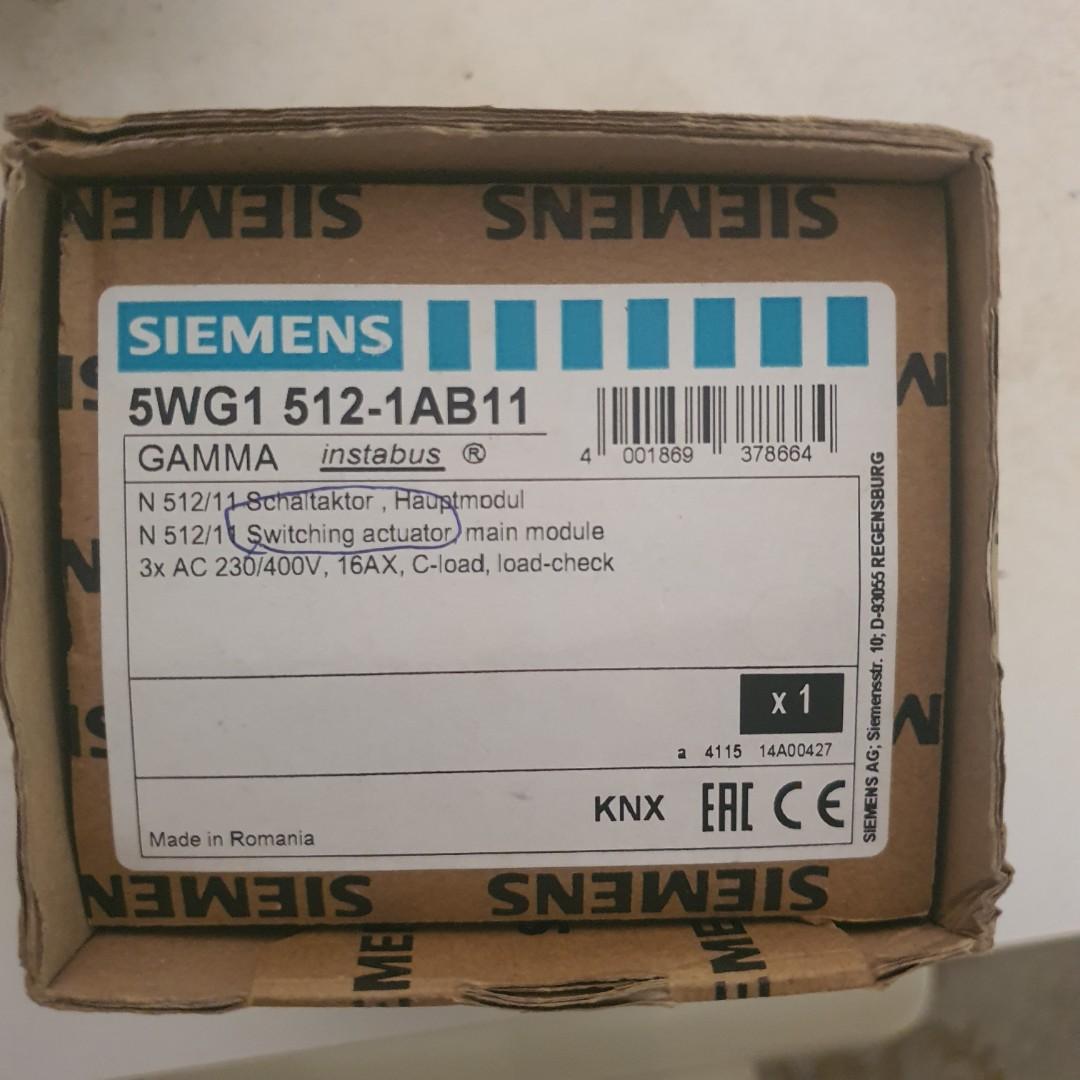 SIEMENS SIEMENS
SIEMENS
5WG1 512-1AB11
GAMMA instabus ®
4 001869 378664
N 512/11 Schaltaktor , Hauptmodul
N 512/11 Switching actuator, main module
3x AC 230/400V, 16AX, C-load, load-check
x 1
a 4115 14A00427
KNX EAC CE
Made in Romania
SIEMENS AG; Siemensstr. 10; D-93055 REGENSBURG
SIEMENS SIEMENS